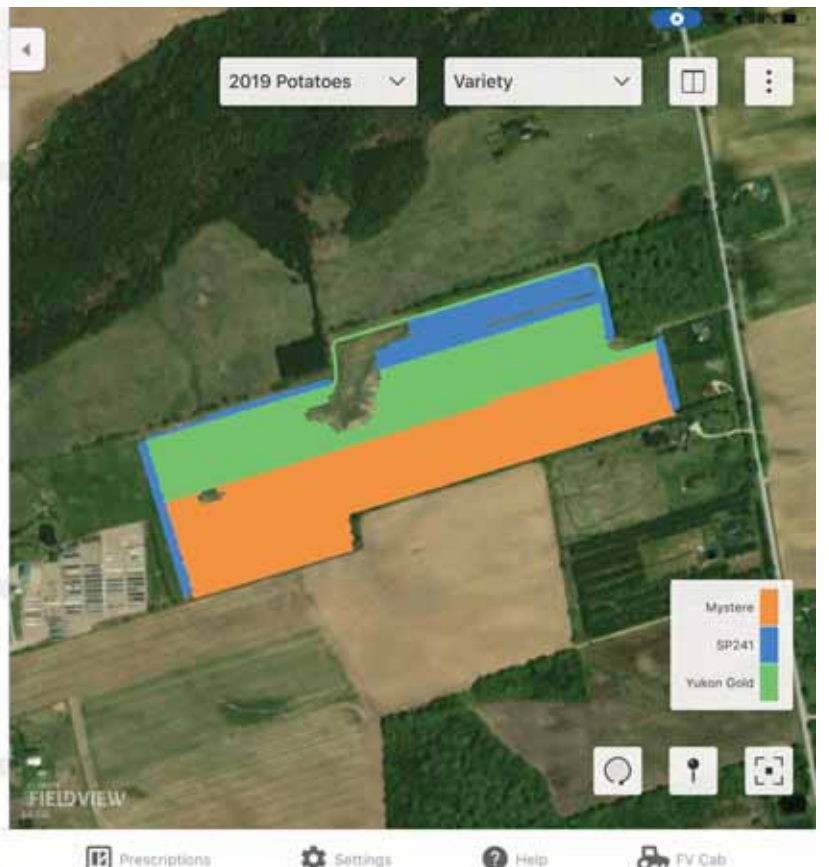 2019 Potatoes
Variety
Mystere
SP241
Yukon Gold
FIELDVIEW
Prescriptions
Settings
Help
FV Cab